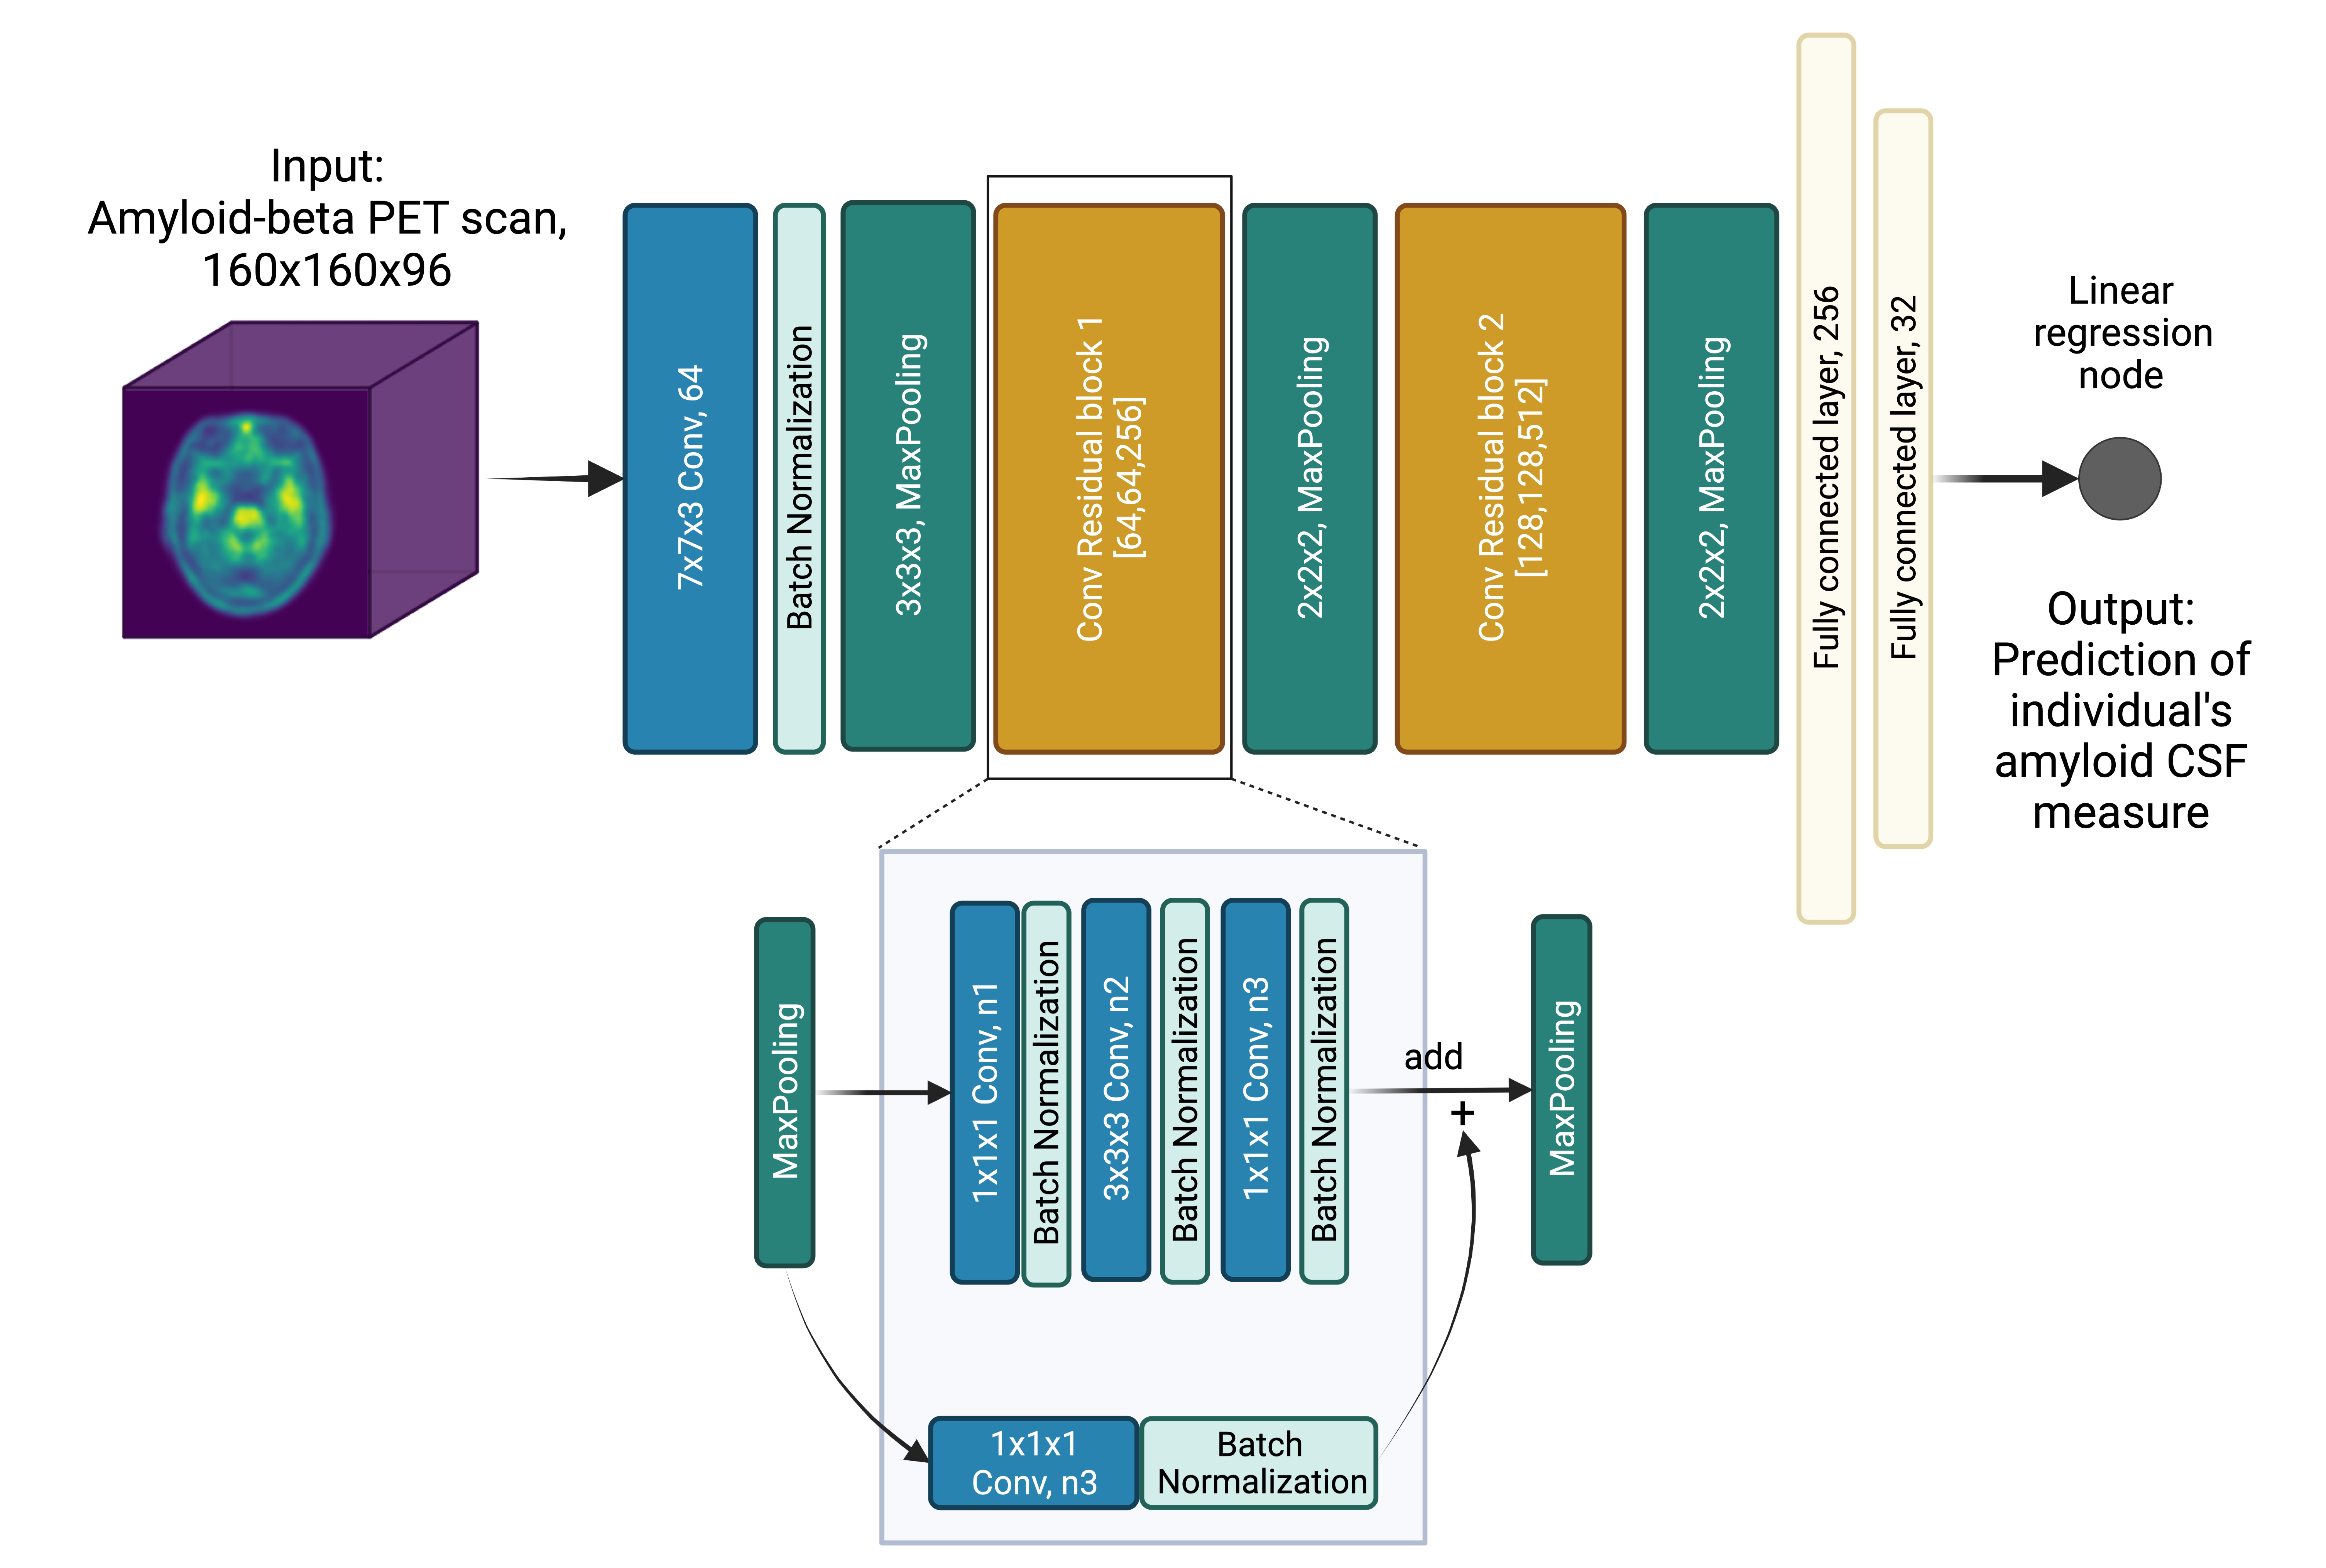 Input:
Amyloid-beta PET scan,
160x160x96
7x7x3 Conv, 64
Batch Normalization
3x3x3, MaxPooling
Conv Residual block 1
[64,64,256]
2x2x2, MaxPooling
Conv Residual block 2
[128,128,512]
2x2x2, MaxPooling
Fully connected layer, 256
Fully connected layer, 32
Linear
regression
node
Output:
Prediction of
individual's
amyloid CSF
measure
MaxPooling
1x1x1 Conv, n1
Batch Normalization
3x3x3 Conv, n2
Batch Normalization
1x1x1 Conv, n3
Batch Normalization
add
+
MaxPooling
1x1x1
Conv, n3
Batch
Normalization